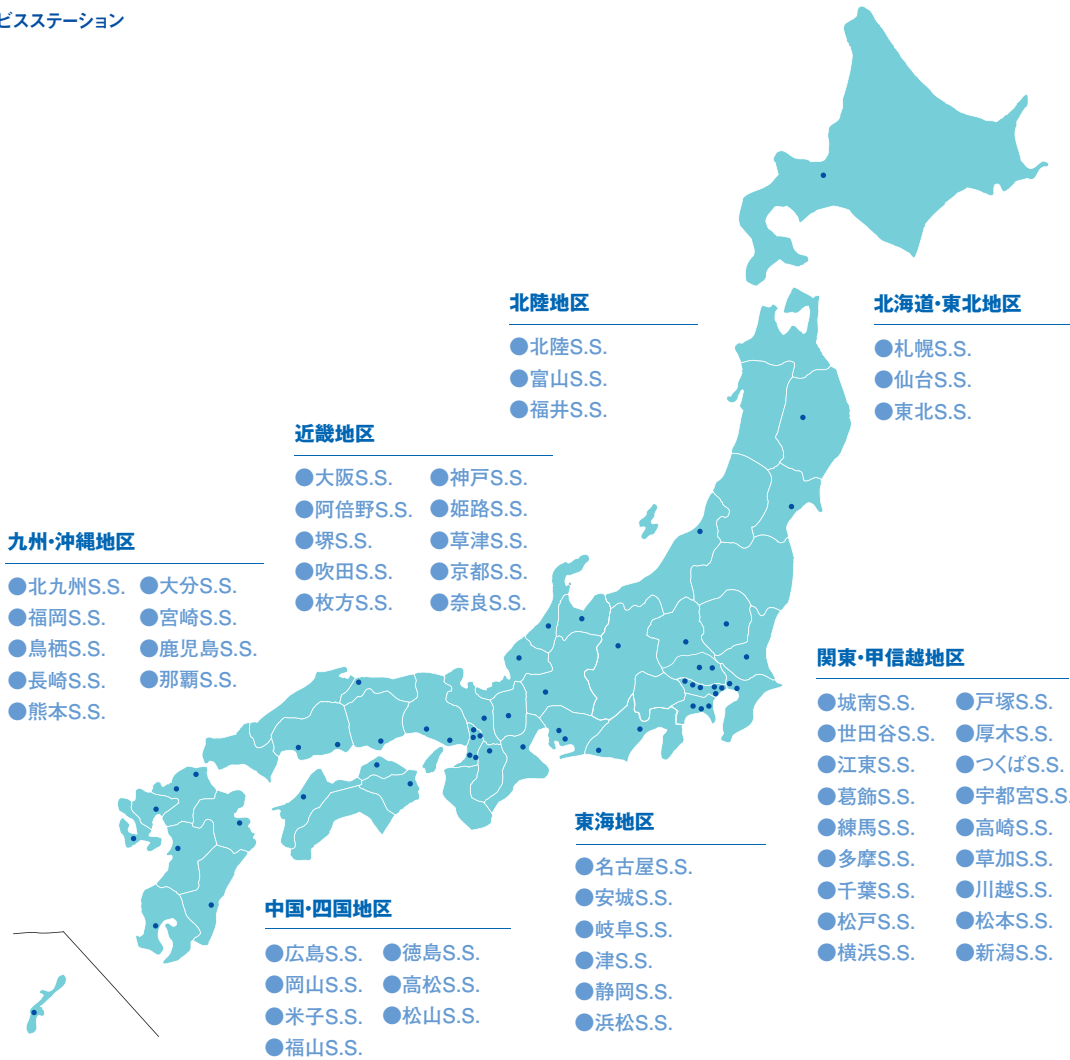 ビスステーション
北陸地区
●北陸S.S.
●富山S.S.
●福井S.S.
北海道・東北地区
●札幌S.S.
●仙台S.S.
●東北S.S.
近畿地区
●大阪S.S. ●神戸S.S.
●阿倍野S.S. ●姫路S.S.
●堺S.S. ●草津S.S.
●吹田S.S. ●京都S.S.
●枚方S.S. ●奈良S.S.
九州・沖縄地区
●北九州S.S. ●大分S.S.
●福岡S.S. ●宮崎S.S.
●鳥栖S.S. ●鹿児島S.S.
●長崎S.S. ●那覇S.S.
●熊本S.S.
関東・甲信越地区
●城南S.S. ●戸塚S.S.
●世田谷S.S. ●厚木S.S.
●江東S.S. ●つくばS.S.
●葛飾S.S. ●宇都宮S.S.
●練馬S.S. ●高崎S.S.
●多摩S.S. ●草加S.S.
●千葉S.S. ●川越S.S.
●松戸S.S. ●松本S.S.
●横浜S.S. ●新潟S.S.
東海地区
●名古屋S.S.
●安城S.S.
●岐阜S.S.
●津S.S.
●静岡S.S.
●浜松S.S.
中国・四国地区
●広島S.S. ●徳島S.S.
●岡山S.S. ●高松S.S.
●米子S.S. ●松山S.S.
●福山S.S.